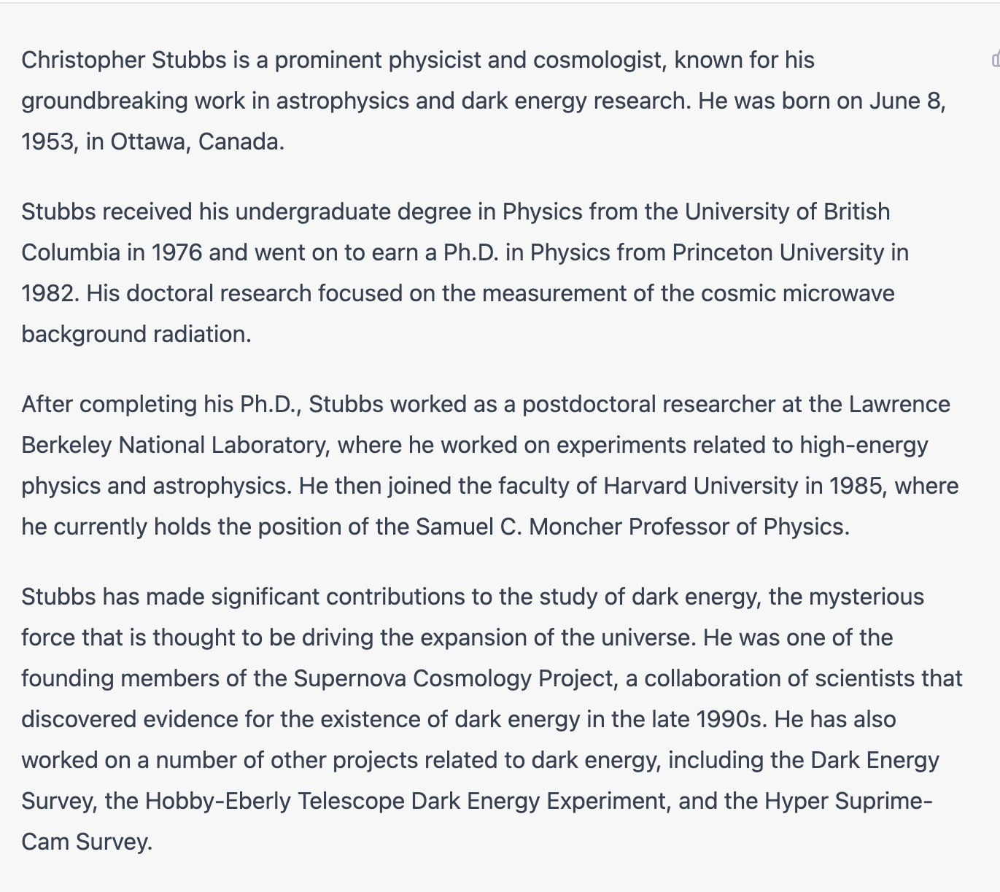 Christopher Stubbs is a prominent physicist and cosmologist, known for his
groundbreaking work in astrophysics and dark energy research. He was born on June 8,
1953, in Ottawa, Canada.
Stubbs received his undergraduate degree in Physics from the University of British
Columbia in 1976 and went on to earn a Ph.D. in Physics from Princeton University in
1982. His doctoral research focused on the measurement of the cosmic microwave
background radiation.
After completing his Ph.D., Stubbs worked as a postdoctoral researcher at the Lawrence
Berkeley National Laboratory, where he worked on experiments related to high-energy
physics and astrophysics. He then joined the faculty of Harvard University in 1985, where
he currently holds the position of the Samuel C. Moncher Professor of Physics.
Stubbs has made significant contributions to the study of dark energy, the mysterious
force that is thought to be driving the expansion of the universe. He was one of the
founding members of the Supernova Cosmology Project, a collaboration of scientists that
discovered evidence for the existence of dark energy in the late 1990s. He has also
worked on a number of other projects related to dark energy, including the Dark Energy
Survey, the Hobby-Eberly Telescope Dark Energy Experiment, and the Hyper Suprime-
Cam Survey.